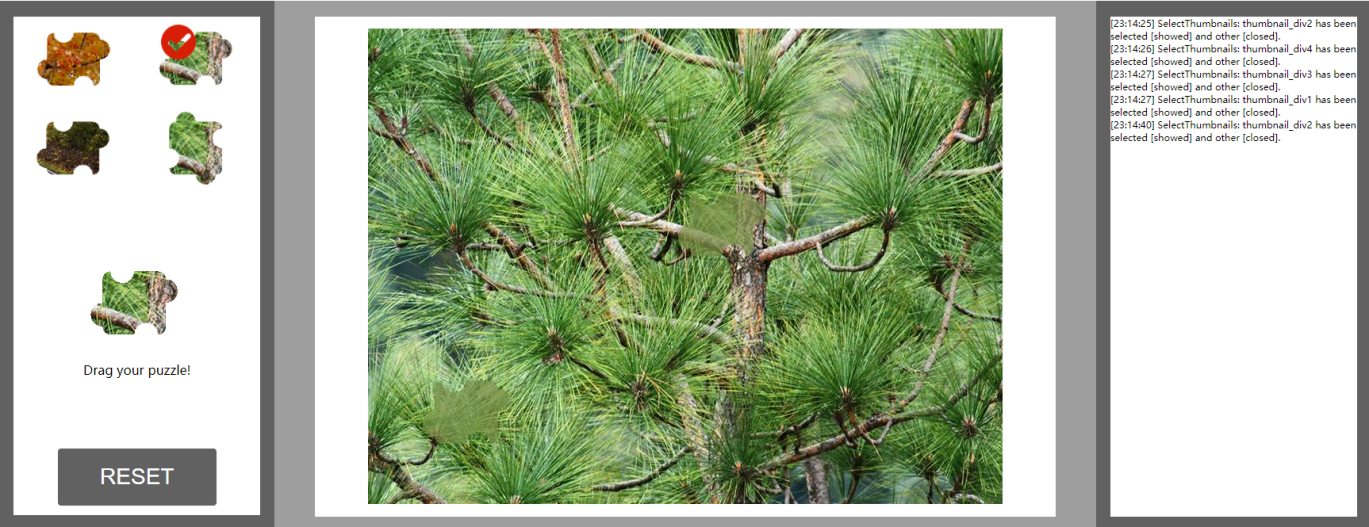 Drag your puzzle!
RESET
[23:14:25] SelectThumbnails: thumbnail_div2 has been
selected [showed] and other [closed].
[23:14:26] SelectThumbnails: thumbnail_div4 has been
selected [showed] and other [closed].
[23:14:27] SelectThumbnails: thumbnail_div3 has been
selected [showed] and other [closed].
[23:14:27] SelectThumbnails: thumbnail_div1 has been
selected [showed] and other [closed].
[23:14:40] SelectThumbnails: thumbnail_div2 has been
selected [showed] and other [closed].